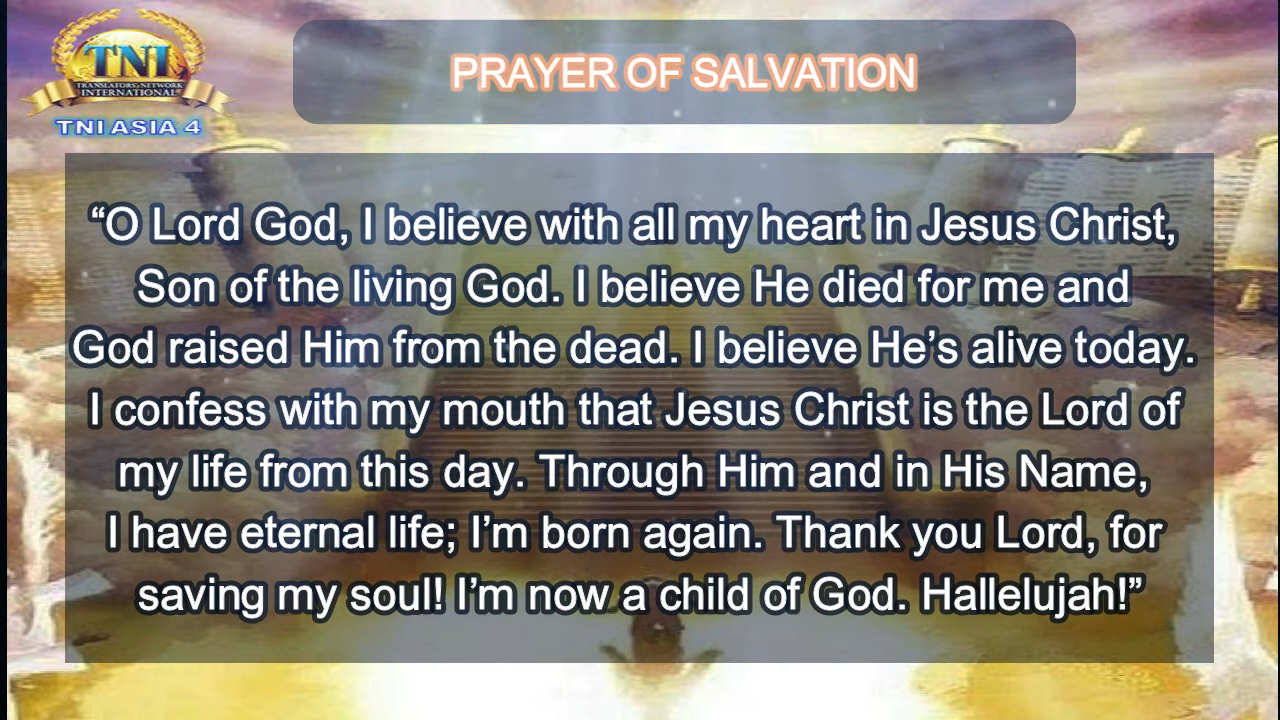 TNI
TRANSLATORS' NETWORK
INTERNATIONAL
TNI ASIA 4
PRAYER OF SALVATION
“O Lord God, I believe with all my heart in Jesus Christ,
Son of the living God. I believe He died for me and
God raised Him from the dead. I believe He’s alive today.
I confess with my mouth that Jesus Christ is the Lord of
my life from this day. Through Him and in His Name,
I have eternal life; I’m born again. Thank you Lord, for
saving my soul! I’m now a child of God. Hallelujah!”